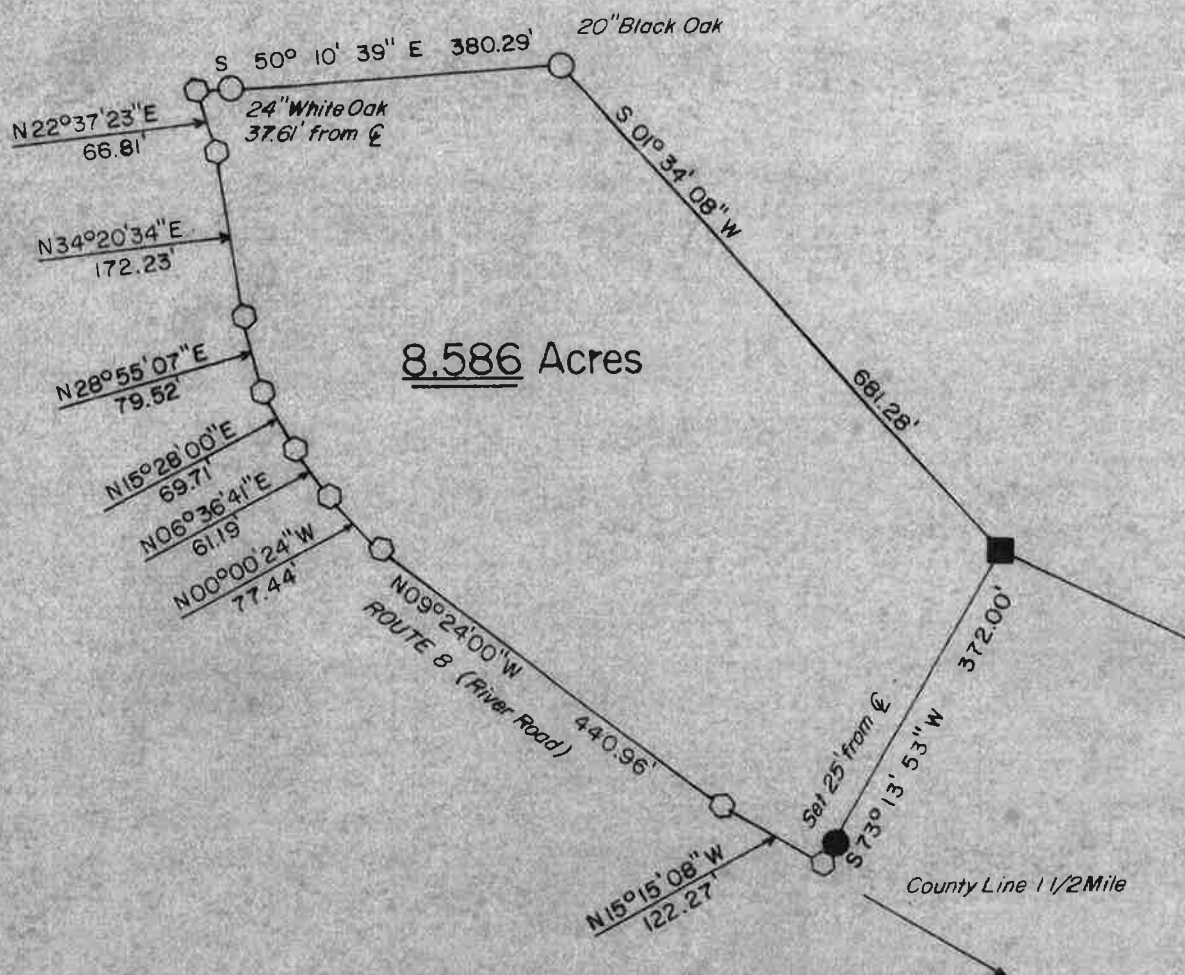 20" Black Oak
S 50° 10' 39" E 380.29'
24" White Oak
37.61' from ℄
N22°37'23"E
66.81'
S 01° 34' 08" W
681.28'
N34°20'34"E
172.23'
8.586 Acres
N28°55'07"E
79.52'
N15°28'00"E
69.71'
N06°36'41"E
61.19'
N00°00'24"W
77.44'
N09°24'00"W 440.96'
ROUTE 8 (River Road)
372.00'
S 73° 13' 53" W
Set 25' from ℄
N15°15'08"W
122.27'
County Line 1 1/2 Mile